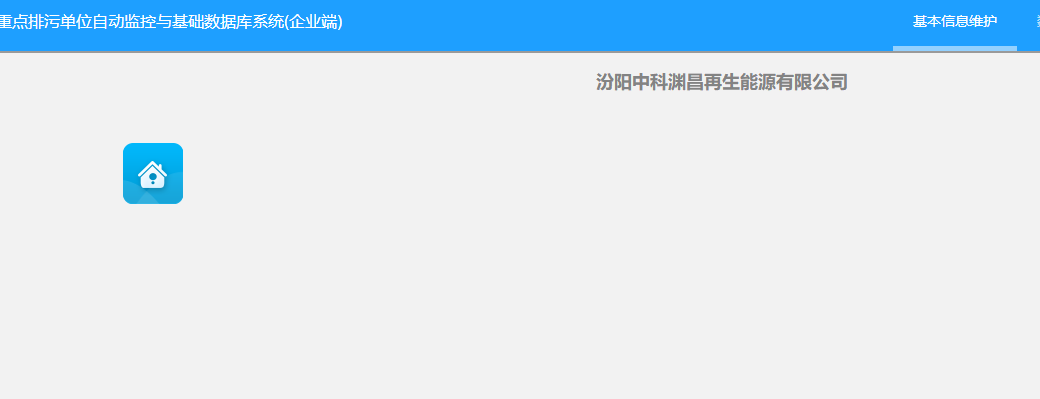 重点排污单位自动监控与基础数据库系统(企业端)
基本信息维护
汾阳中科渊昌再生能源有限公司